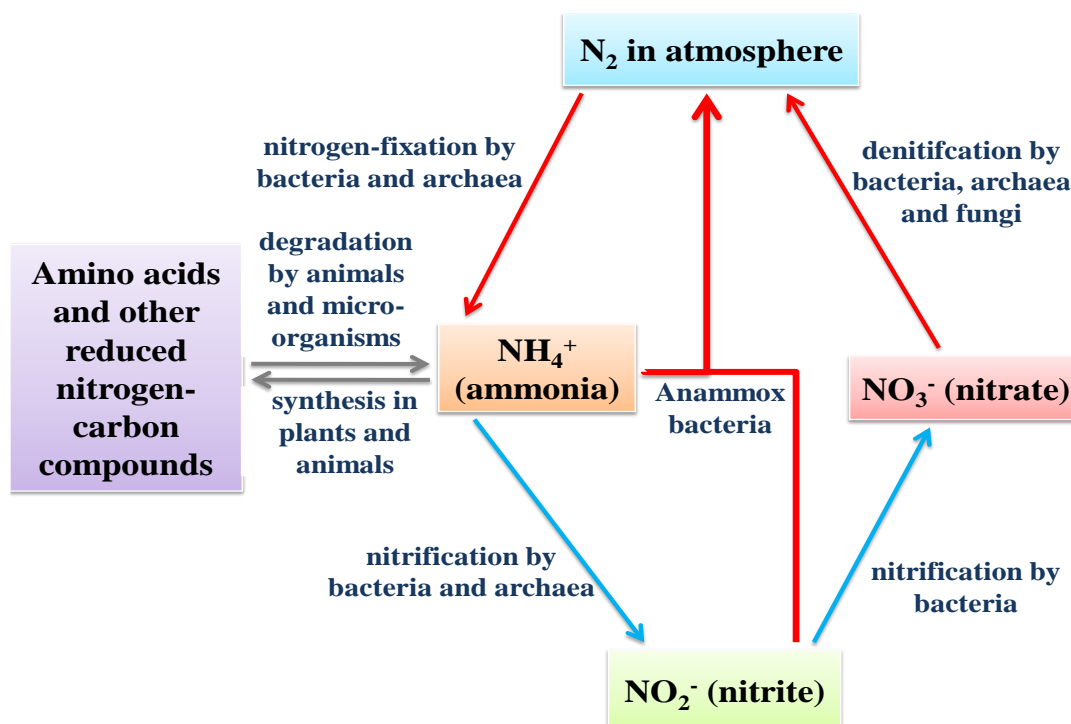 N₂ in atmosphere
nitrogen-fixation by
bacteria and archaea
denitifcation by
bacteria, archaea
and fungi
Amino acids
and other
reduced
nitrogen-
carbon
compounds
degradation
by animals
and micro-
organisms
synthesis in
plants and
animals
NH₄⁺
(ammonia)
Anammox
bacteria
NO₃⁻ (nitrate)
nitrification by
bacteria and archaea
nitrification by
bacteria
NO₂⁻ (nitrite)